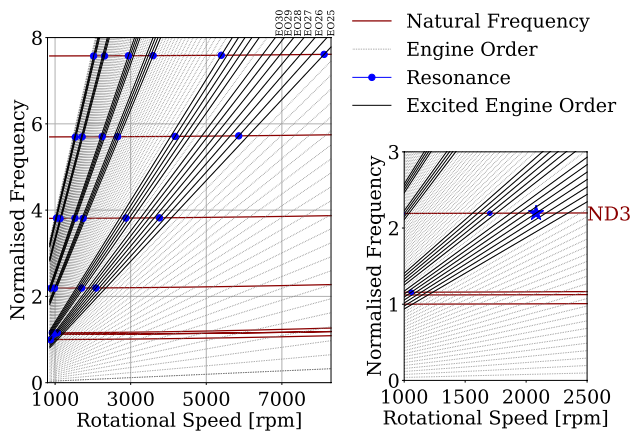 EO30
EO29
EO28
EO27
EO26
EO25
Natural Frequency
Engine Order
Resonance
Excited Engine Order
8
6
4
2
0
Normalised Frequency
1000 3000 5000 7000
Rotational Speed [rpm]
3
2
1
0
Normalised Frequency
ND3
1000 1500 2000 2500
Rotational Speed [rpm]